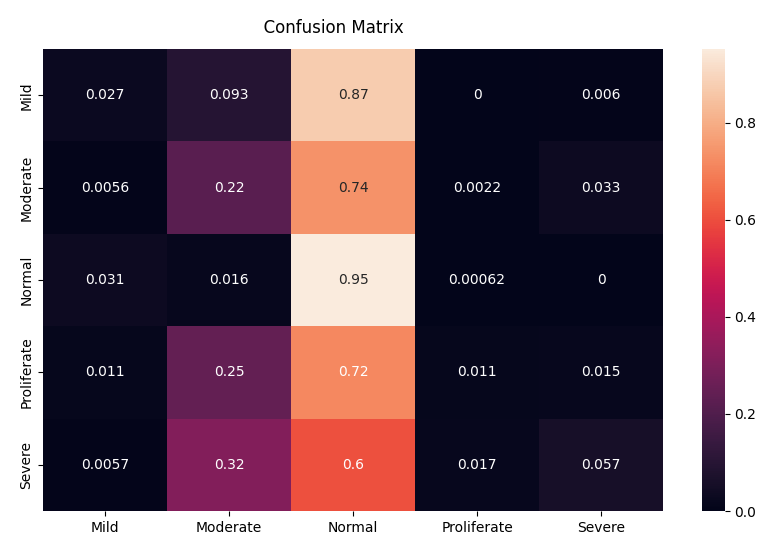 Confusion Matrix
Mild 0.027 0.093 0.87 0 0.006
Moderate 0.0056 0.22 0.74 0.0022 0.033
Normal 0.031 0.016 0.95 0.00062 0
Proliferate 0.011 0.25 0.72 0.011 0.015
Severe 0.0057 0.32 0.6 0.017 0.057
Mild Moderate Normal Proliferate Severe
0.8
0.6
0.4
0.2
0.0